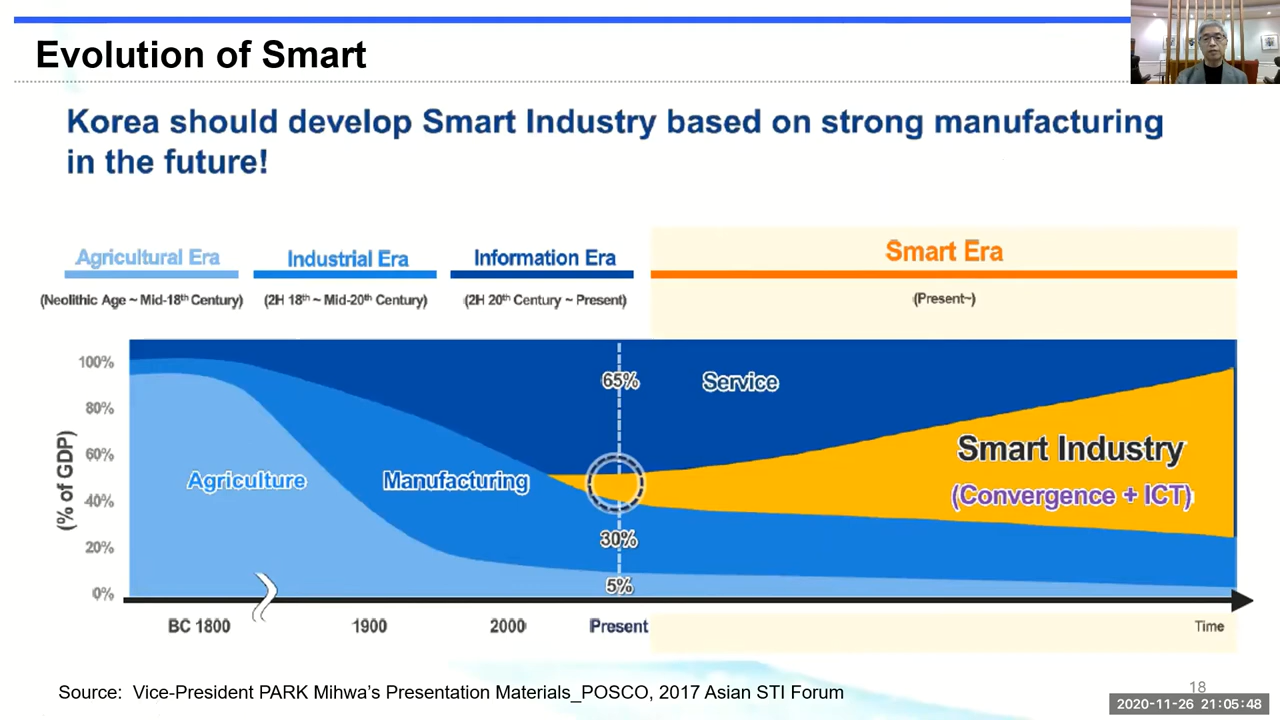 Evolution of Smart
Korea should develop Smart Industry based on strong manufacturing
in the future!
Agricultural Era
Industrial Era
Information Era
Smart Era
(Neolithic Age ~ Mid-18th Century)
(2H 18th ~ Mid-20th Century)
(2H 20th Century ~ Present)
(Present~)
(% of GDP)
100%
80%
60%
40%
20%
0%
65%
Service
Smart Industry
(Convergence + ICT)
Agriculture
Manufacturing
30%
5%
BC 1800
1900
2000
Present
Time
Source: Vice-President PARK Mihwa's Presentation Materials_POSCO, 2017 Asian STI Forum
18
2020-11-26 21:05:48